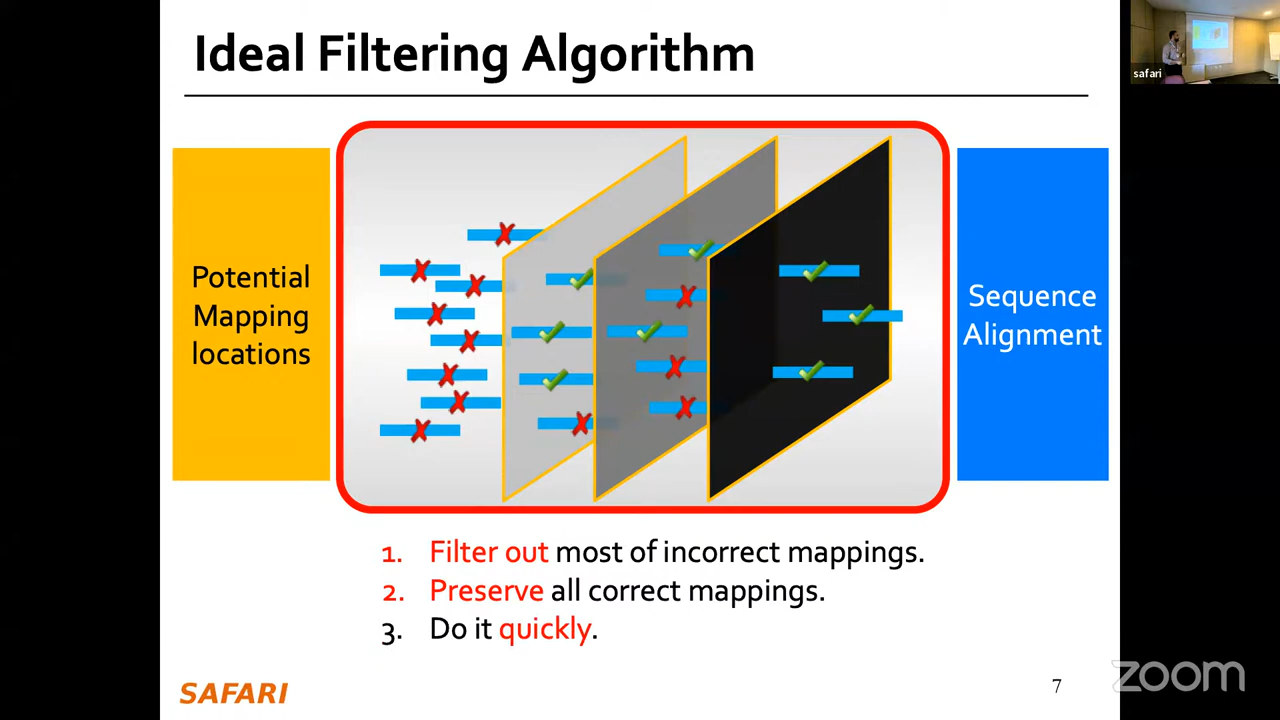 Ideal Filtering Algorithm
safari
Potential
Mapping
locations
Sequence
Alignment
1. Filter out most of incorrect mappings.
2. Preserve all correct mappings.
3. Do it quickly.
SAFARI
7
zoom